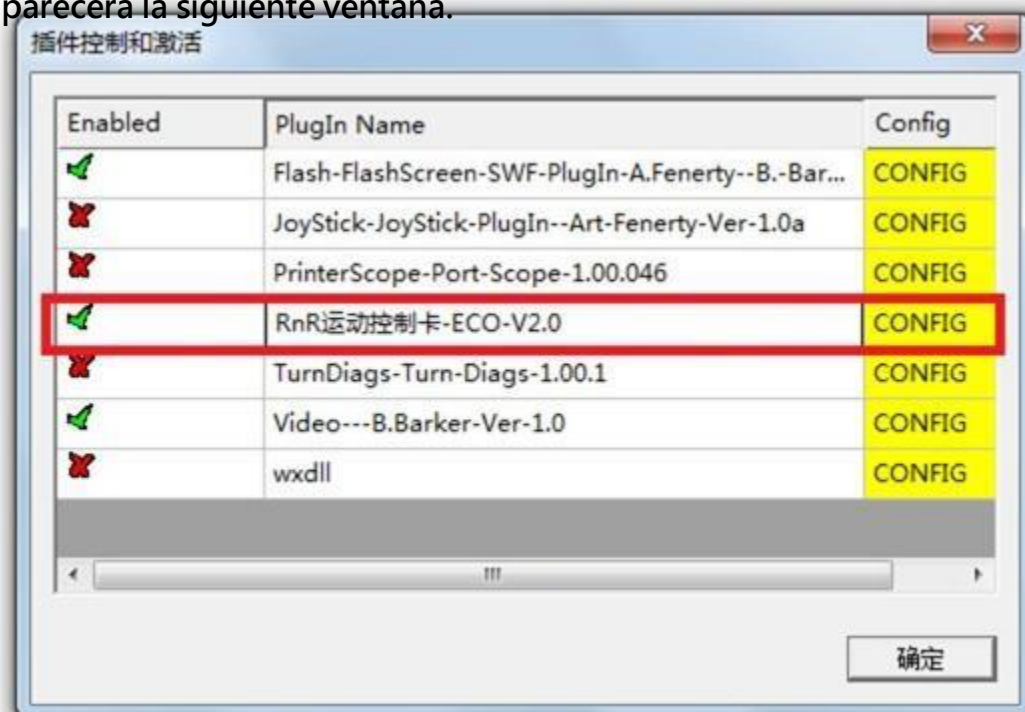 parecerá la siguiente ventana.
插件控制和激活
Enabled PlugIn Name Config
Flash-FlashScreen-SWF-PlugIn-A.Fenerty--B.-Bar... CONFIG
JoyStick-JoyStick-PlugIn--Art-Fenerty-Ver-1.0a CONFIG
PrinterScope-Port-Scope-1.00.046 CONFIG
RnR运动控制卡-ECO-V2.0 CONFIG
TurnDiags-Turn-Diags-1.00.1 CONFIG
Video---B.Barker-Ver-1.0 CONFIG
wxdll CONFIG
确定